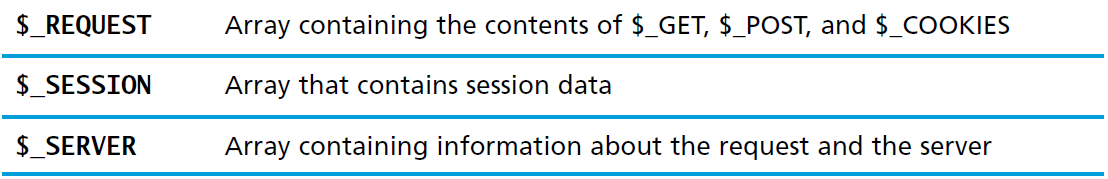 $_REQUEST Array containing the contents of $_GET, $_POST, and $_COOKIES
$_SESSION Array that contains session data
$_SERVER Array containing information about the request and the server